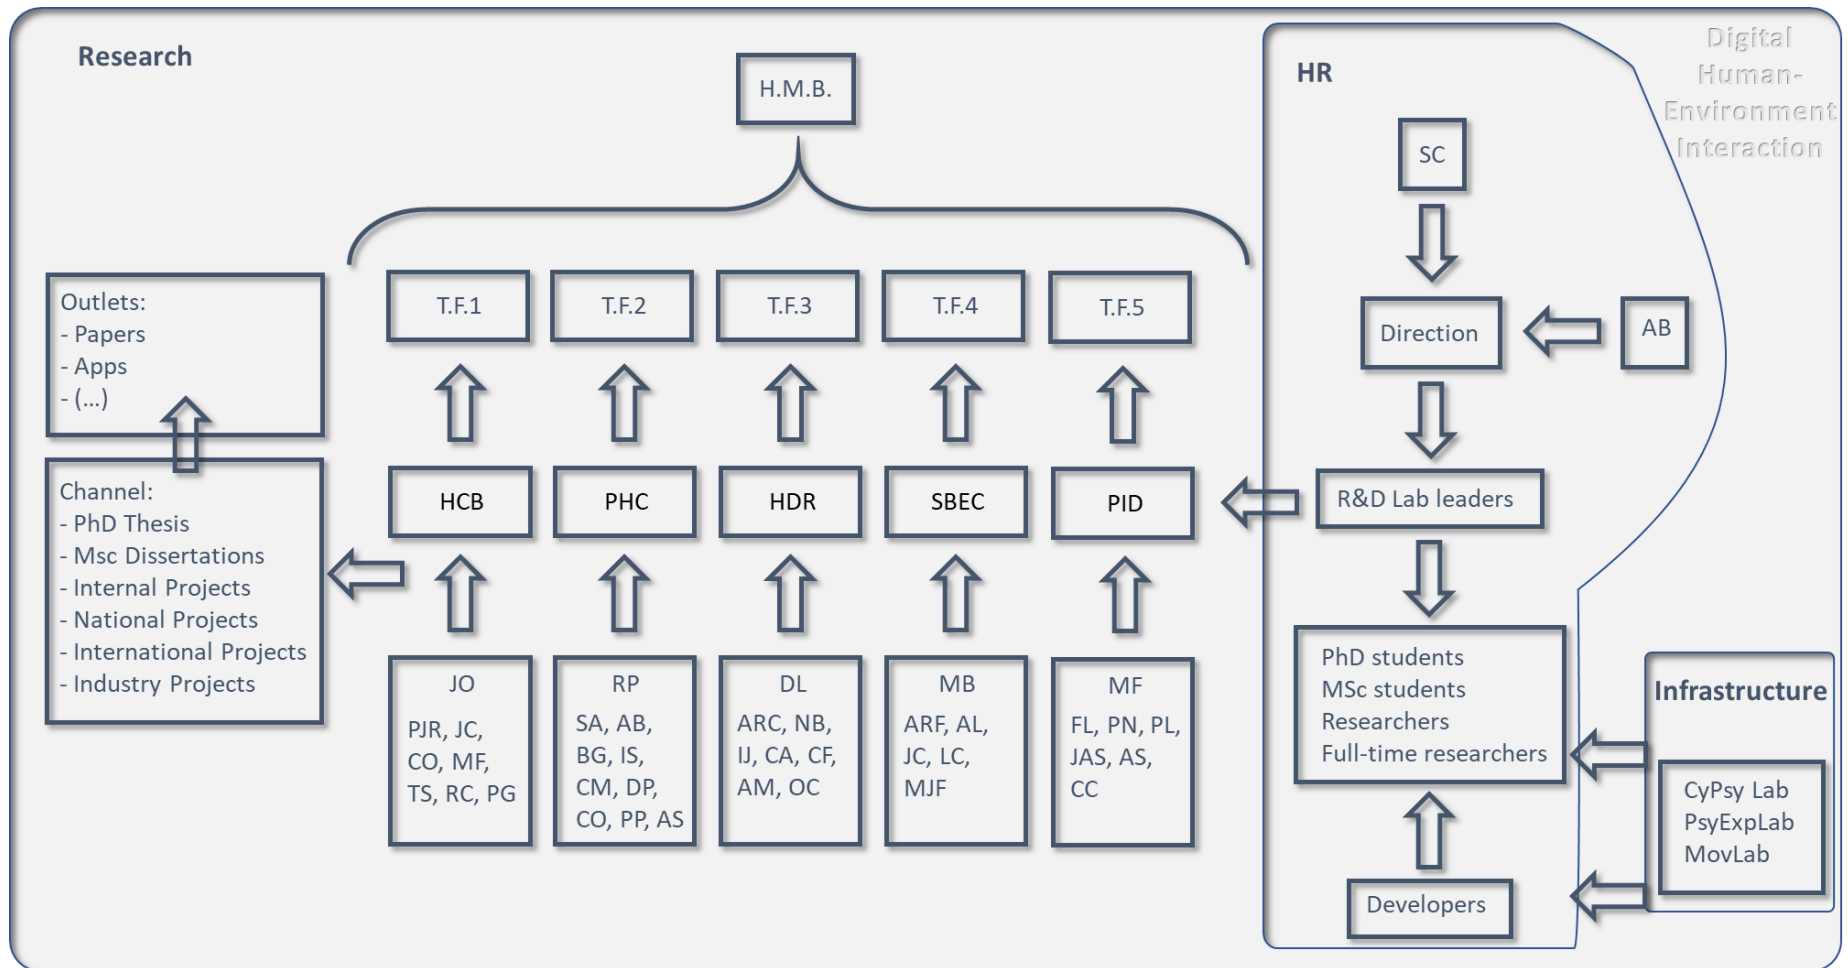 Research
H.M.B.
HR
Digital
Human-
Environment
Interaction
SC
Outlets:
- Papers
- Apps
- (...)
T.F.1
T.F.2
T.F.3
T.F.4
T.F.5
Direction
AB
Channel:
- PhD Thesis
- Msc Dissertations
- Internal Projects
- National Projects
- International Projects
- Industry Projects
HCB
PHC
HDR
SBEC
PID
R&D Lab leaders
JO
PJR, JC,
CO, MF,
TS, RC, PG
RP
SA, AB,
BG, IS,
CM, DP,
CO, PP, AS
DL
ARC, NB,
IJ, CA, CF,
AM, OC
MB
ARF, AL,
JC, LC,
MJF
MF
FL, PN, PL,
JAS, AS,
CC
PhD students
MSc students
Researchers
Full-time researchers
Infrastructure
CyPsy Lab
PsyExpLab
MovLab
Developers